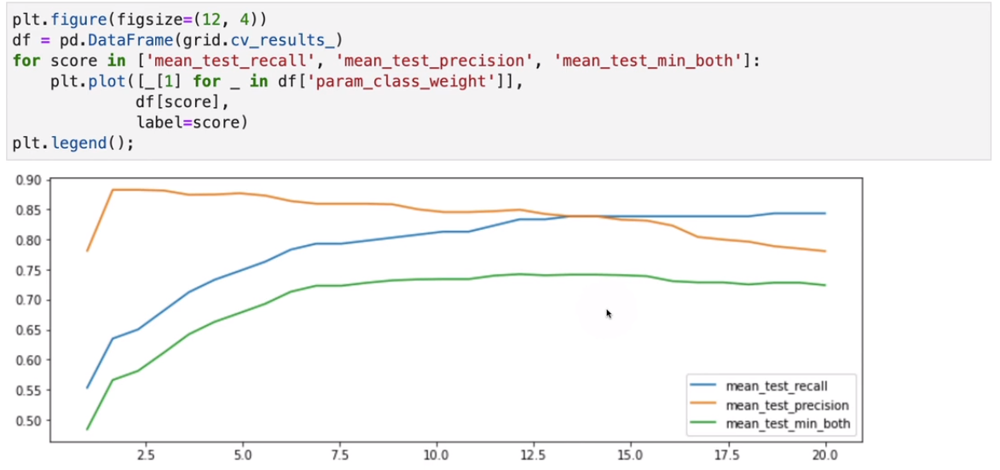 plt.figure(figsize=(12, 4))
df = pd.DataFrame(grid.cv_results_)
for score in ['mean_test_recall', 'mean_test_precision', 'mean_test_min_both']:
    plt.plot([_[1] for _ in df['param_class_weight']],
             df[score],
             label=score)
plt.legend();
0.90
0.85
0.80
0.75
0.70
0.65
0.60
0.55
0.50
mean_test_recall
mean_test_precision
mean_test_min_both
2.5 5.0 7.5 10.0 12.5 15.0 17.5 20.0